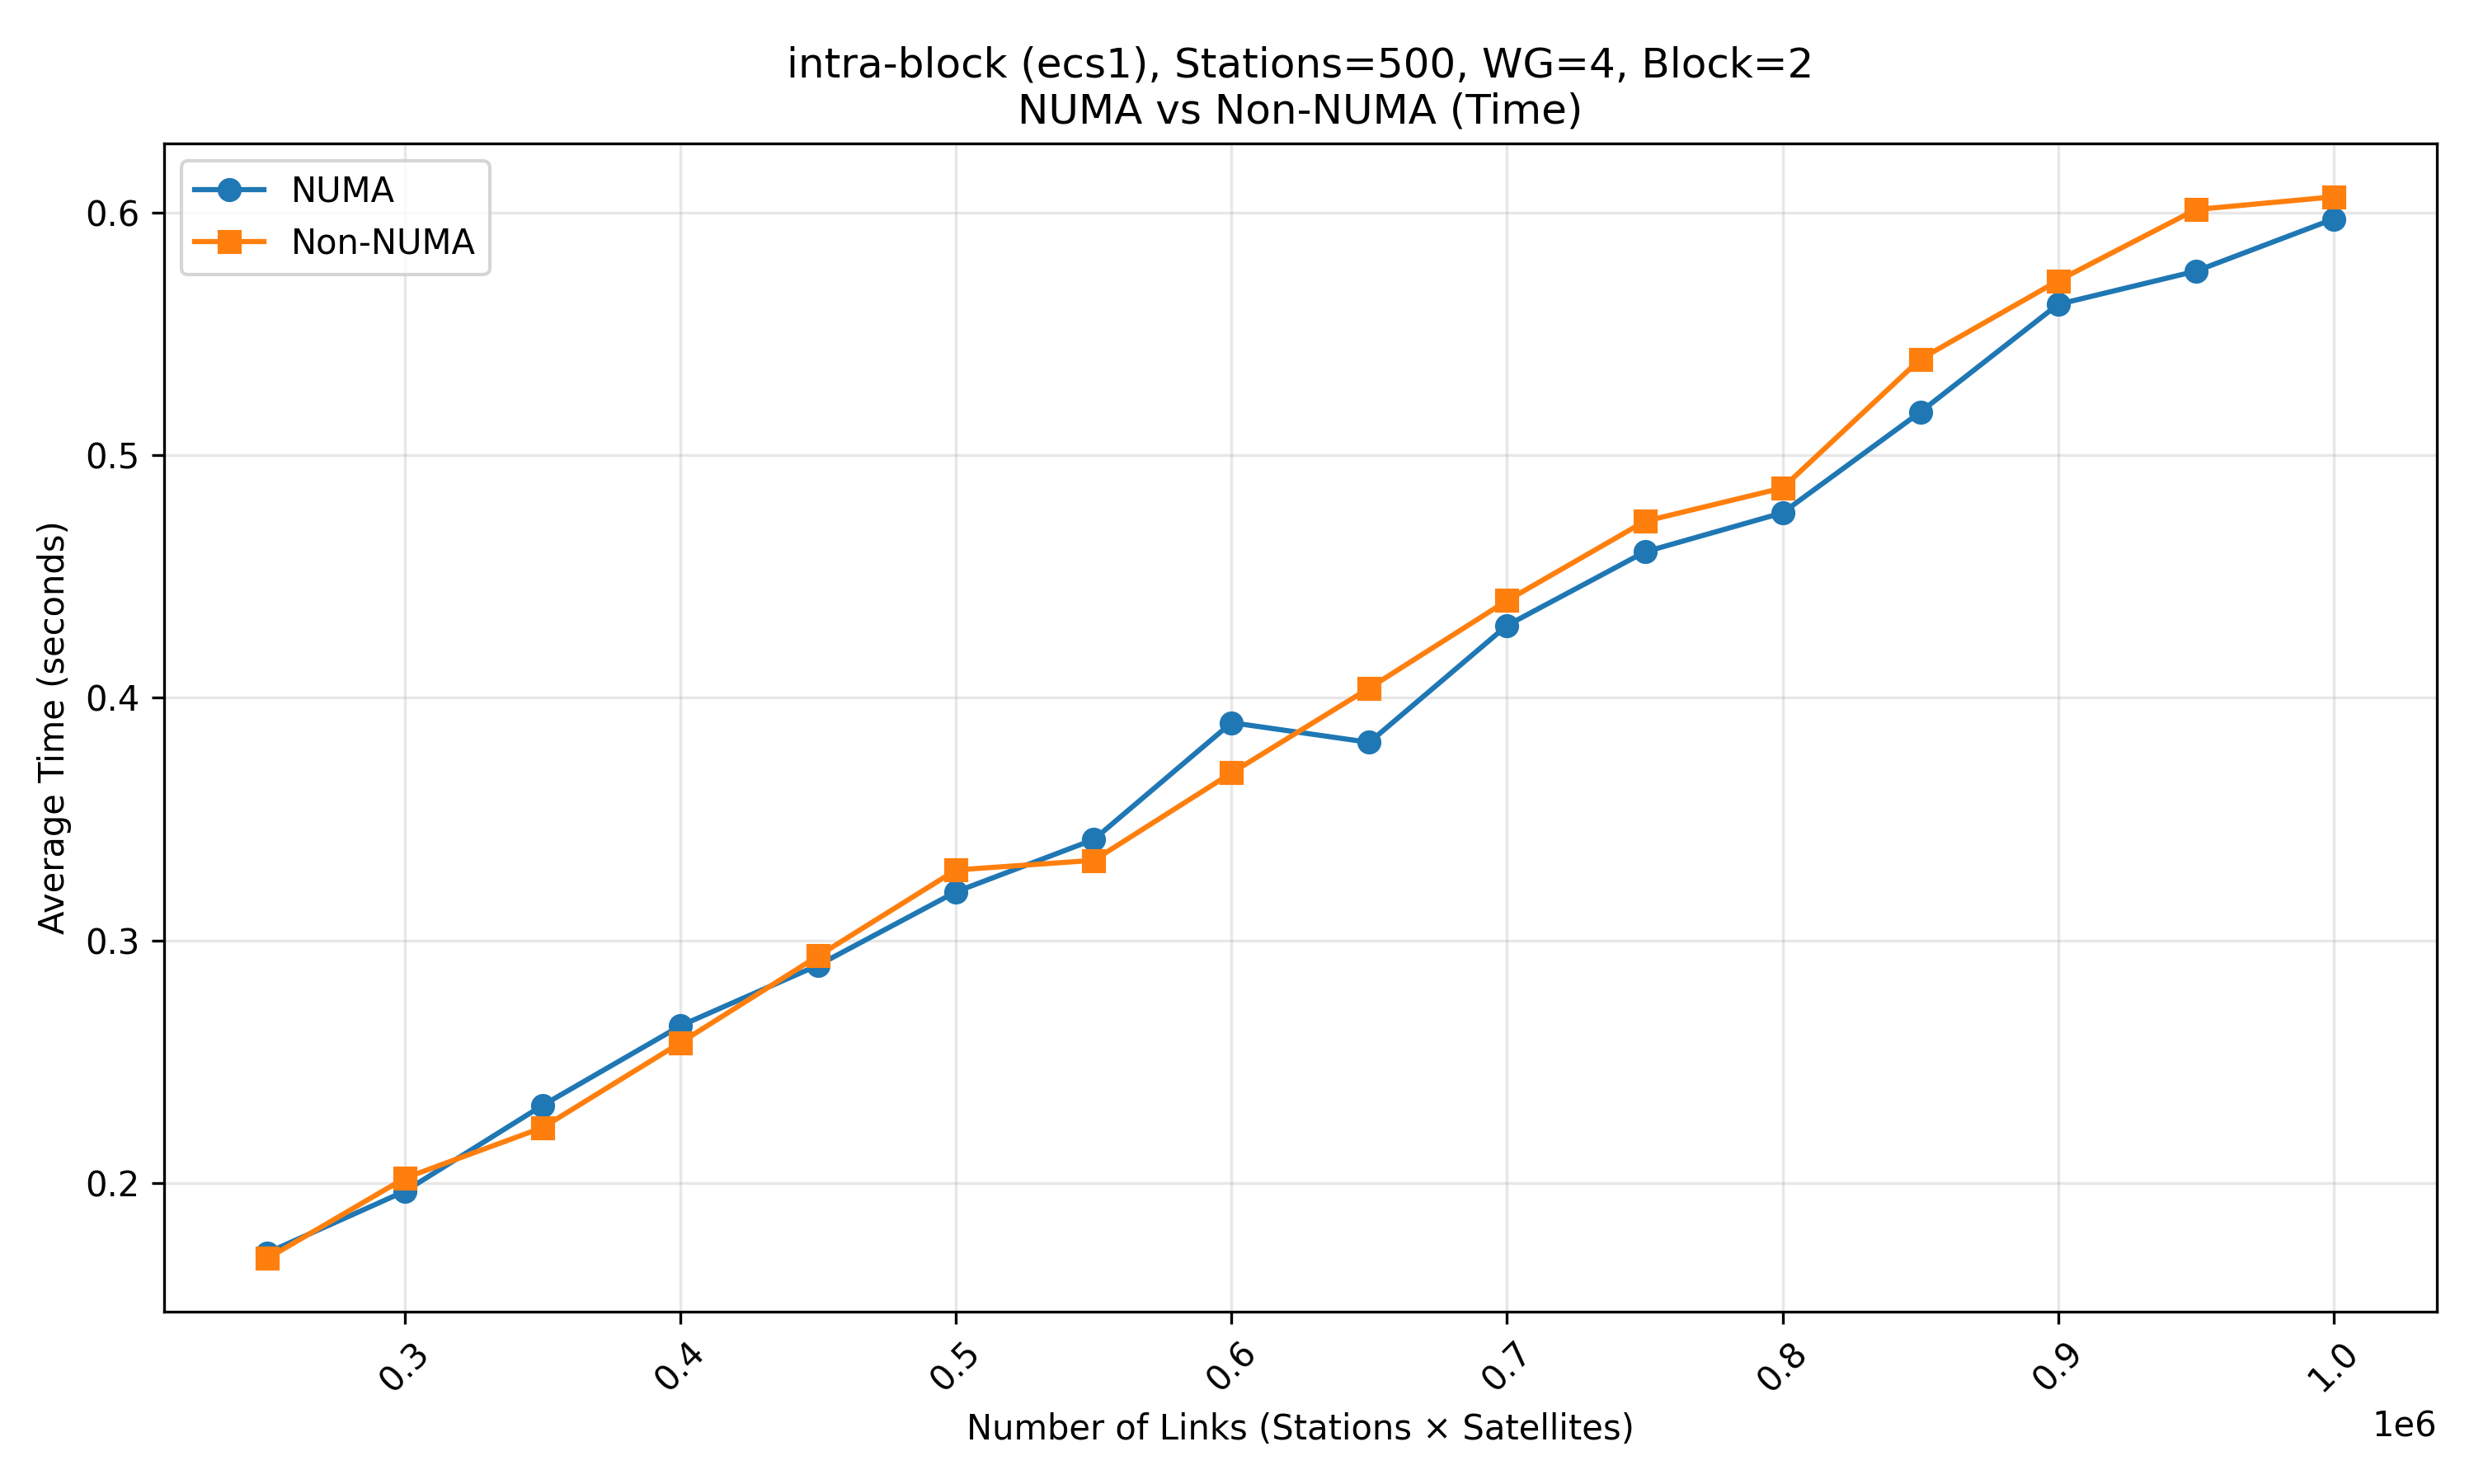 intra-block (ecs1), Stations=500, WG=4, Block=2
NUMA vs Non-NUMA (Time)
NUMA
Non-NUMA
0.6
0.5
0.4
0.3
0.2
Average Time (seconds)
0.3
0.4
0.5
0.6
0.7
0.8
0.9
1.0
1e6
Number of Links (Stations × Satellites)